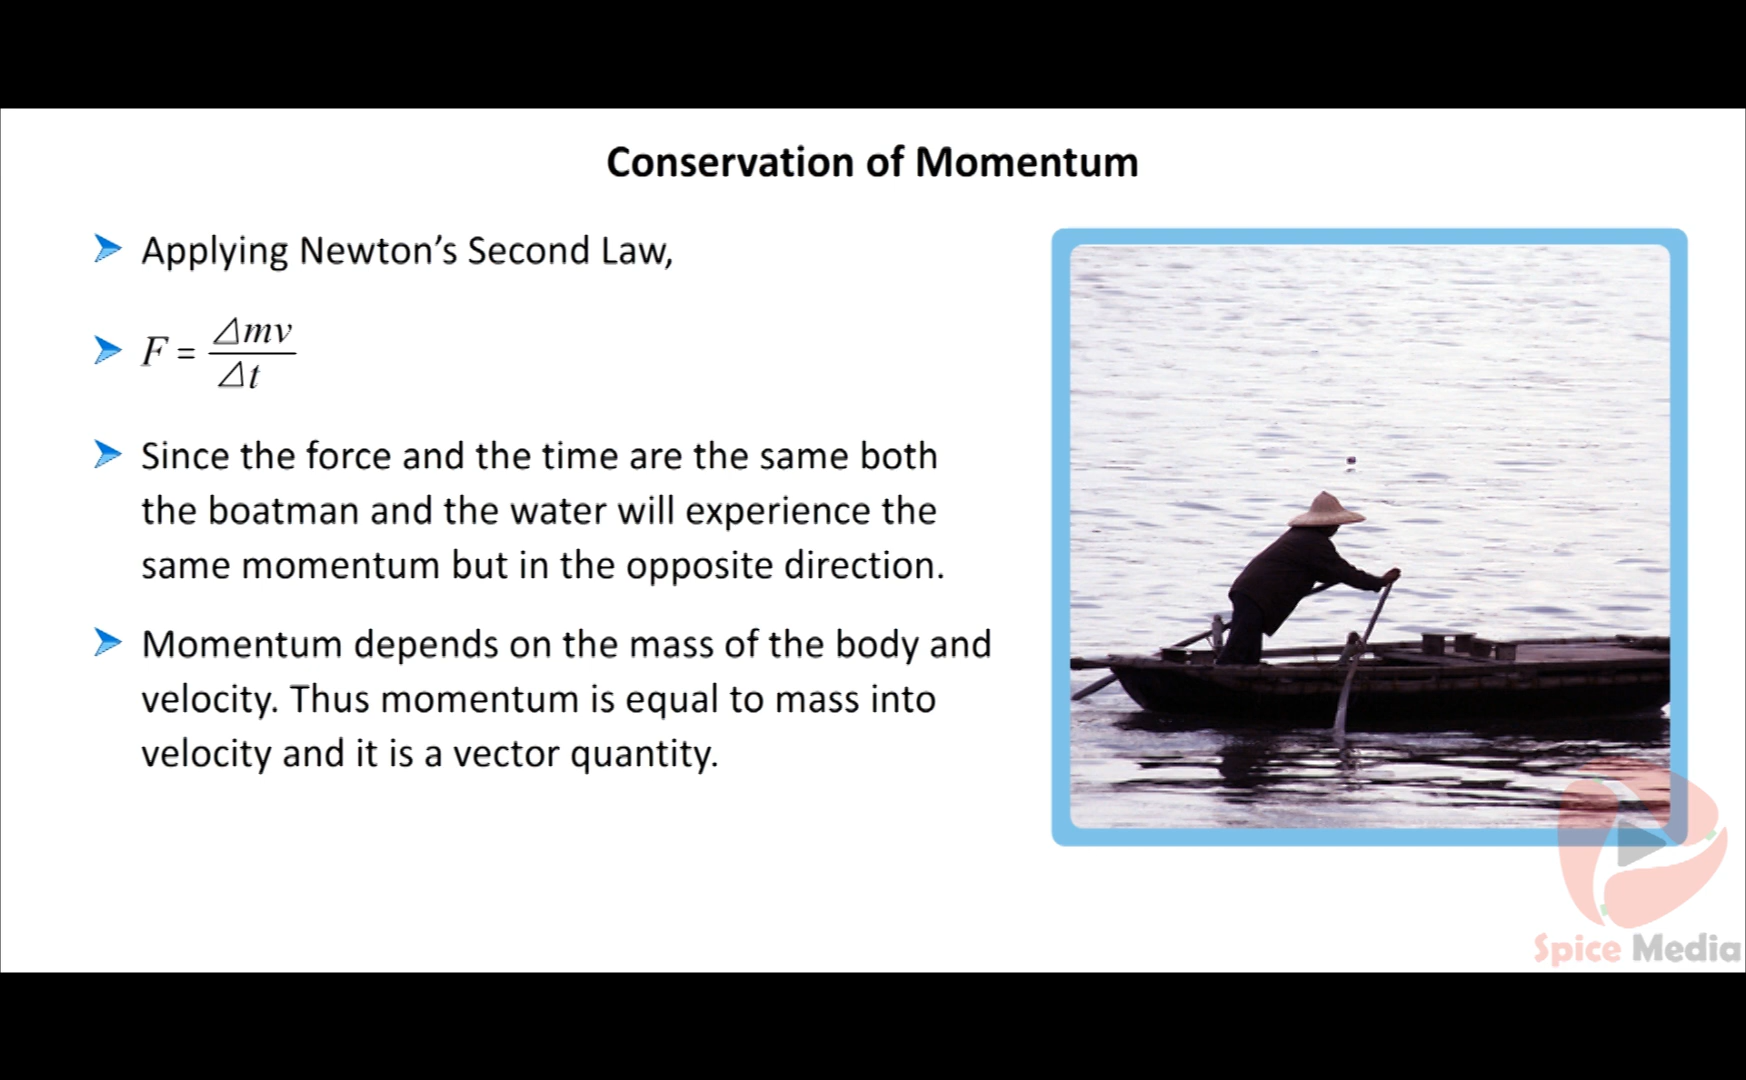 Conservation of Momentum
Applying Newton’s Second Law,
F = Δmv / Δt
Since the force and the time are the same both
the boatman and the water will experience the
same momentum but in the opposite direction.
Momentum depends on the mass of the body and
velocity. Thus momentum is equal to mass into
velocity and it is a vector quantity.
Spice Media